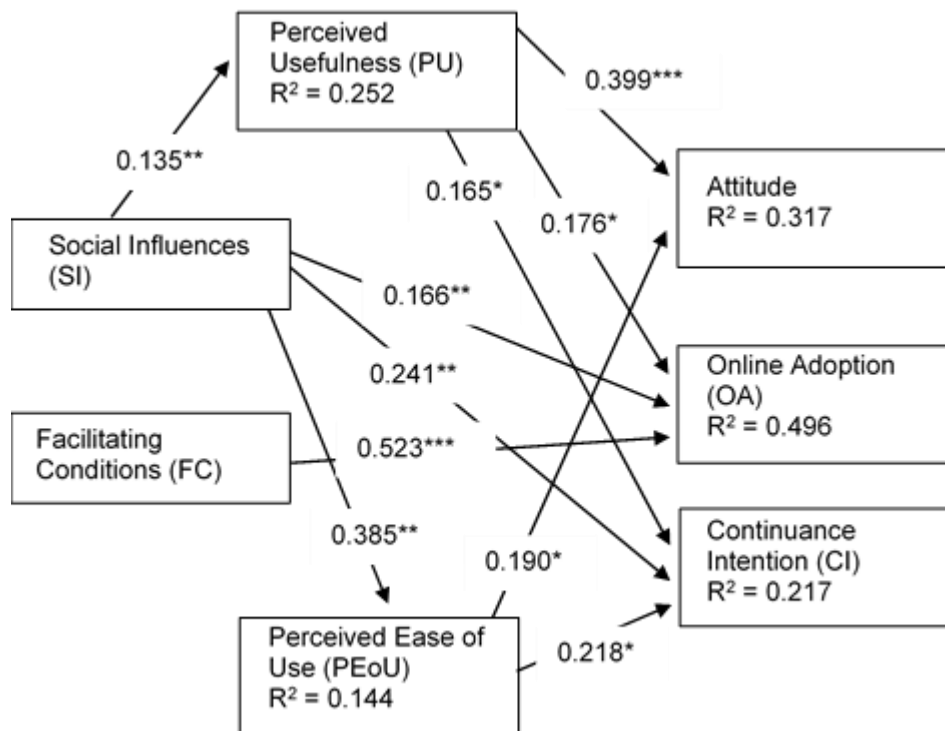 Perceived
Usefulness (PU)
R² = 0.252
0.399***
0.135**
0.165*
0.176*
Attitude
R² = 0.317
Social Influences
(SI)
0.166**
0.241**
Online Adoption
(OA)
R² = 0.496
Facilitating
Conditions (FC)
0.523***
0.385**
0.190*
Continuance
Intention (CI)
R² = 0.217
Perceived Ease of
Use (PEoU)
R² = 0.144
0.218*